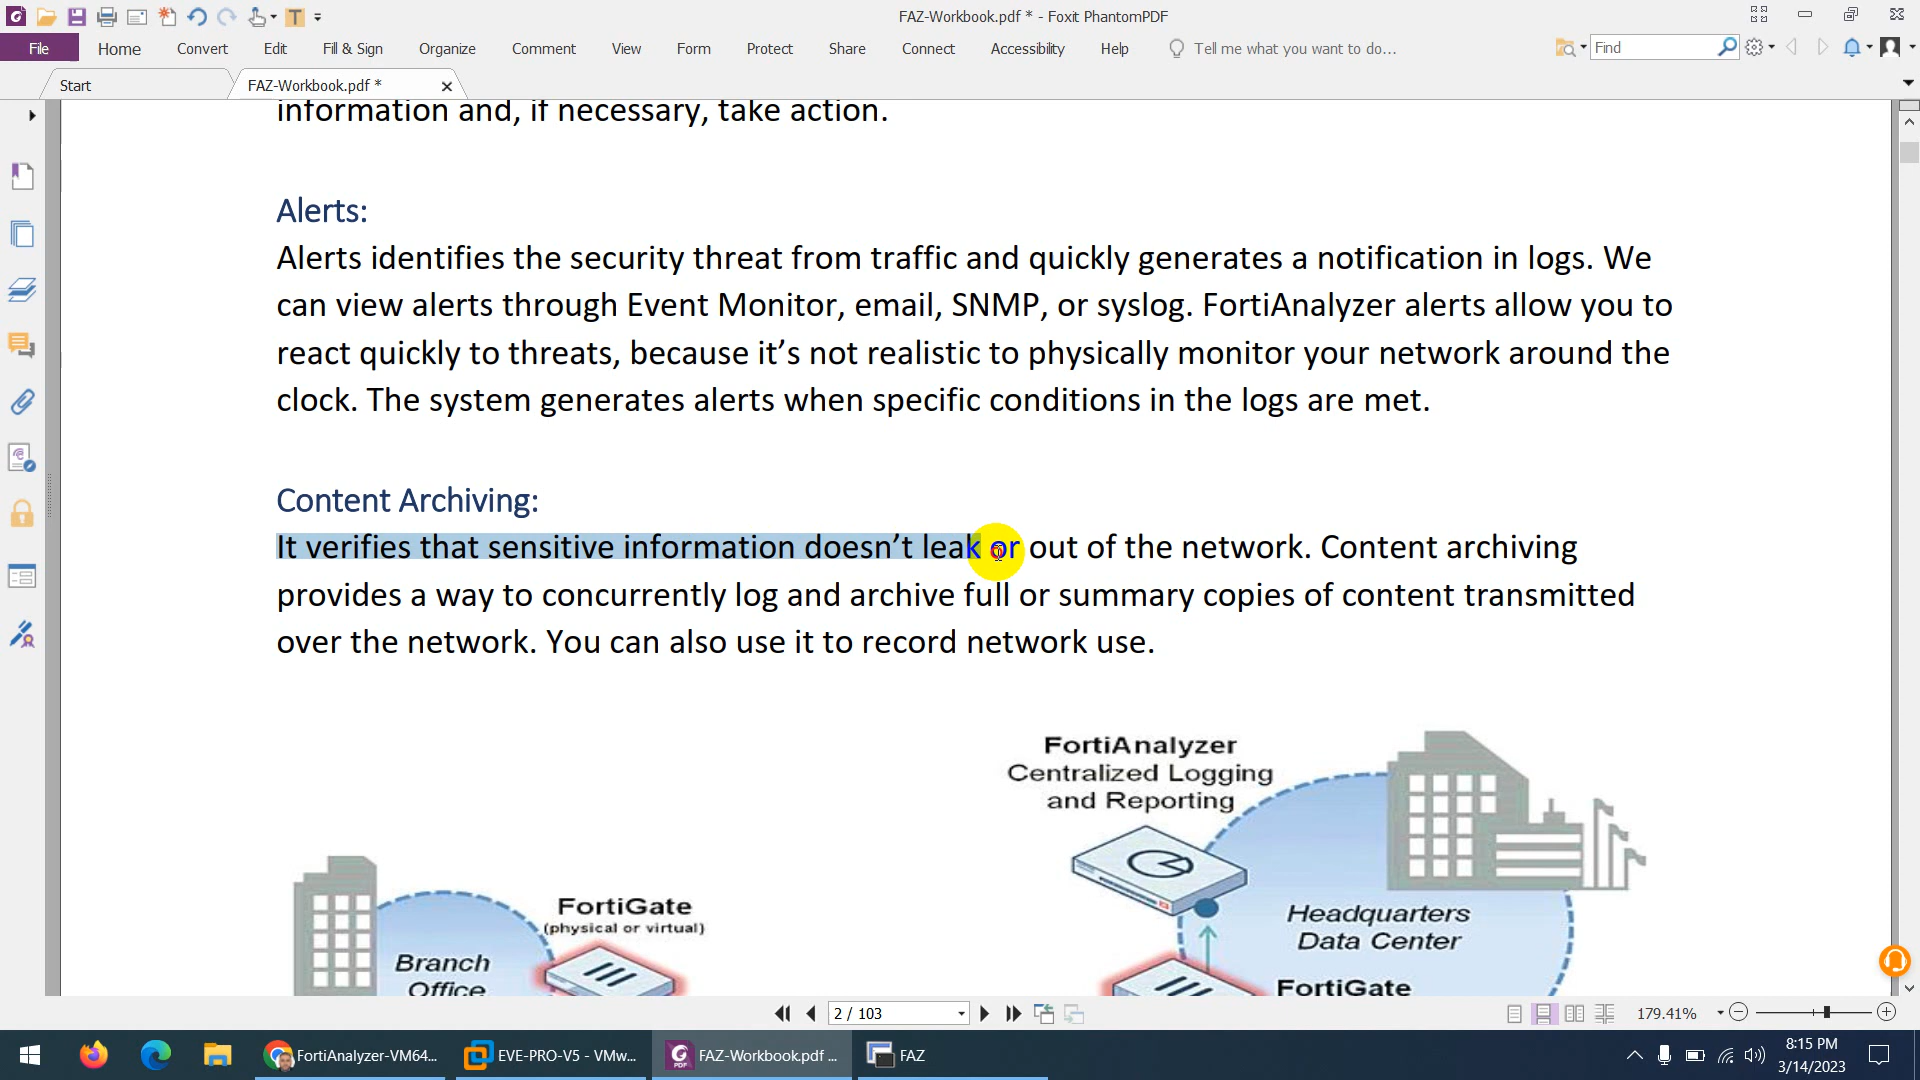 FAZ-Workbook.pdf * - Foxit PhantomPDF
File Home Convert Edit Fill & Sign Organize Comment View Form Protect Share Connect Accessibility Help Tell me what you want to do... Find
Start FAZ-Workbook.pdf *
information and, if necessary, take action.
Alerts:
Alerts identifies the security threat from traffic and quickly generates a notification in logs. We
can view alerts through Event Monitor, email, SNMP, or syslog. FortiAnalyzer alerts allow you to
react quickly to threats, because it’s not realistic to physically monitor your network around the
clock. The system generates alerts when specific conditions in the logs are met.
Content Archiving:
It verifies that sensitive information doesn’t leak or out of the network. Content archiving
provides a way to concurrently log and archive full or summary copies of content transmitted
over the network. You can also use it to record network use.
FortiAnalyzer
Centralized Logging
and Reporting
FortiGate
(physical or virtual)
Headquarters
Data Center
Branch
Office
FortiGate
2 / 103
179.41%
FortiAnalyzer-VM64... EVE-PRO-V5 - VMw... FAZ-Workbook.pdf ... FAZ
8:15 PM
3/14/2023